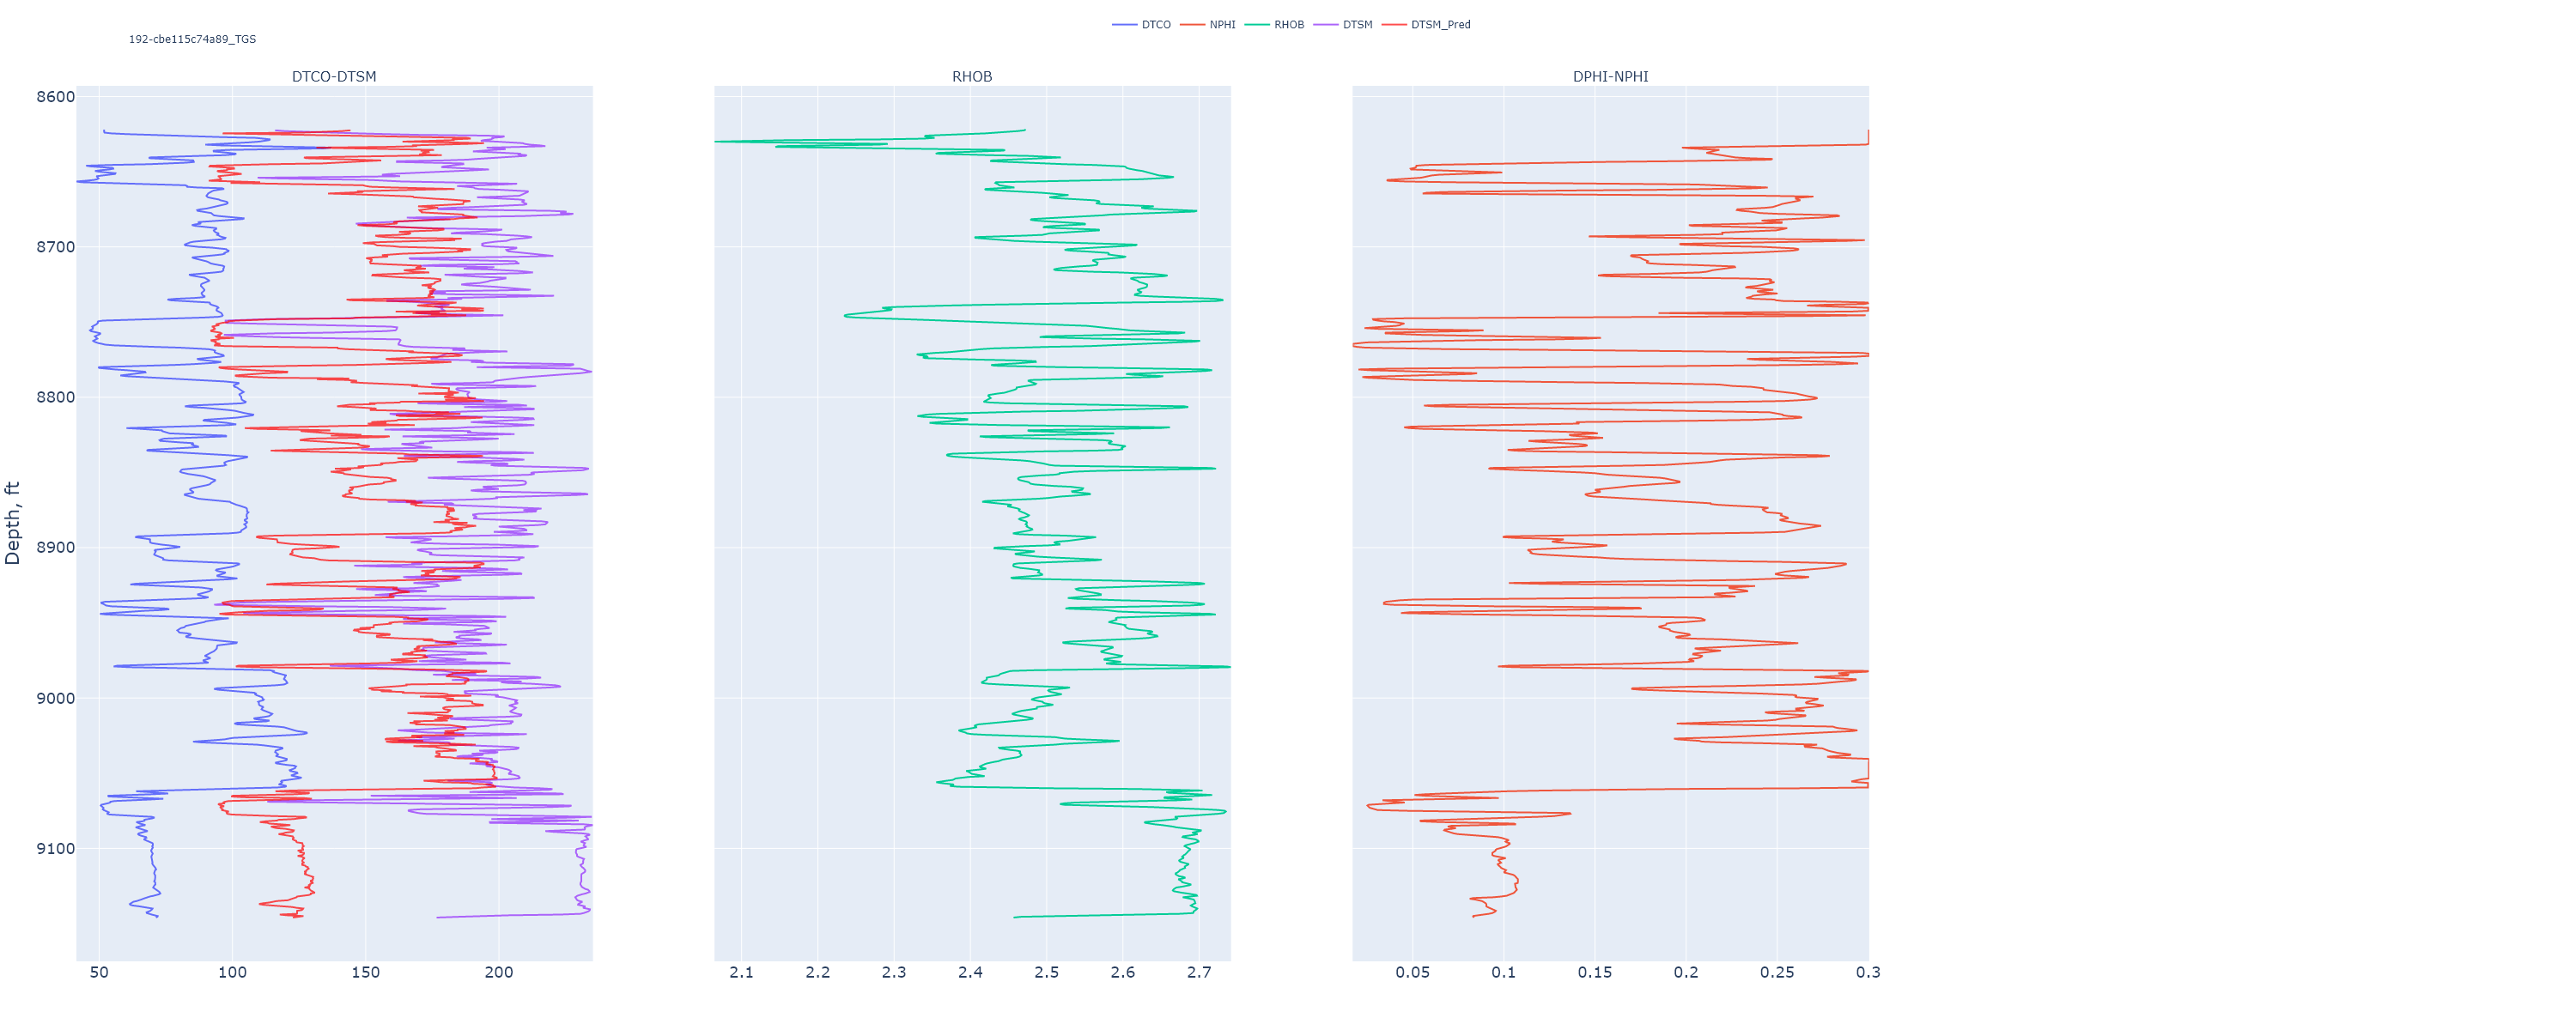 DTCO NPHI RHOB DTSM DTSM_Pred
192-cbe115c74a89_TGS
DTCO-DTSM RHOB DPHI-NPHI
8600
8700
8800
8900
9000
9100
Depth, ft
50 100 150 200 2.1 2.2 2.3 2.4 2.5 2.6 2.7 0.05 0.1 0.15 0.2 0.25 0.3